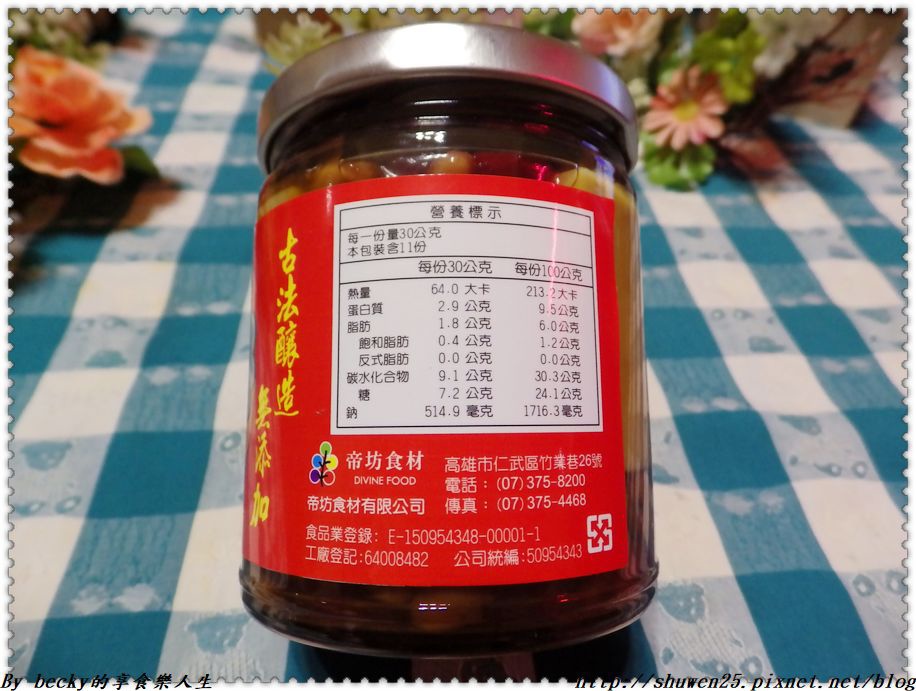 古法釀造
無添加
營養標示
每一份量30公克
本包裝含11份
每份30公克 每份100公克
熱量 64.0 大卡 213.2大卡
蛋白質 2.9 公克 9.5公克
脂肪 1.8 公克 6.0公克
飽和脂肪 0.4 公克 1.2公克
反式脂肪 0.0 公克 0.0公克
碳水化合物 9.1 公克 30.3公克
糖 7.2 公克 24.1公克
鈉 514.9 毫克 1716.3毫克
帝坊食材
DIVINE FOOD
帝坊食材有限公司
高雄市仁武區竹業巷26號
電話：(07)375-8200
傳真：(07)375-4468
食品業登錄: E-150954348-00001-1
工廠登記:64008482 公司統編:50954343
By becky的享食樂人生
http://shuwen25.pixnet.net/blog